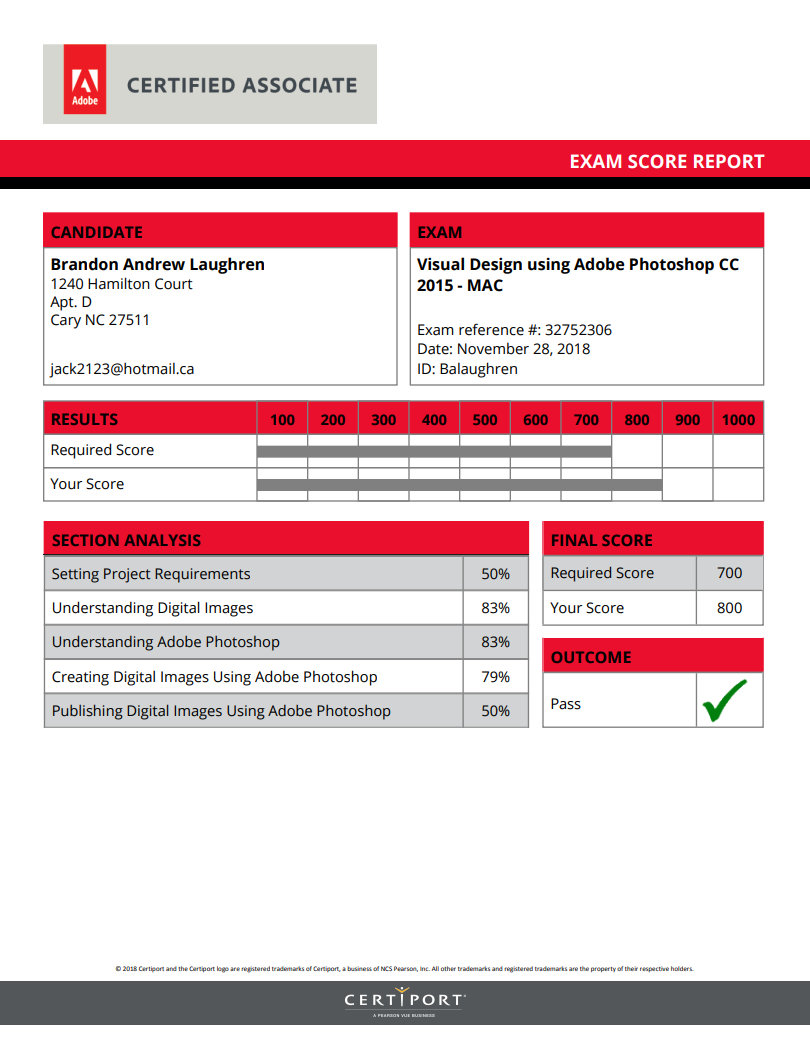 Adobe
CERTIFIED ASSOCIATE
EXAM SCORE REPORT
CANDIDATE
Brandon Andrew Laughren
1240 Hamilton Court
Apt. D
Cary NC 27511
jack2123@hotmail.ca
EXAM
Visual Design using Adobe Photoshop CC
2015 - MAC
Exam reference #: 32752306
Date: November 28, 2018
ID: Balaughren
RESULTS 100 200 300 400 500 600 700 800 900 1000
Required Score
Your Score
SECTION ANALYSIS
Setting Project Requirements 50%
Understanding Digital Images 83%
Understanding Adobe Photoshop 83%
Creating Digital Images Using Adobe Photoshop 79%
Publishing Digital Images Using Adobe Photoshop 50%
FINAL SCORE
Required Score 700
Your Score 800
OUTCOME
Pass
© 2018 Certiport and the Certiport logo are registered trademarks of Certiport, a business of NCS Pearson, Inc. All other trademarks and registered trademarks are the property of their respective holders.
CERTIPORT
A PEARSON VUE BUSINESS